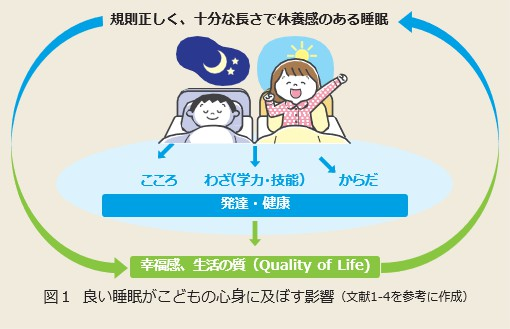 規則正しく、十分な長さで休養感のある睡眠
こころ わざ(学力・技能) からだ
発達・健康
幸福感、生活の質（Quality of Life)
図１ 良い睡眠がこどもの心身に及ぼす影響（文献1-4を参考に作成）